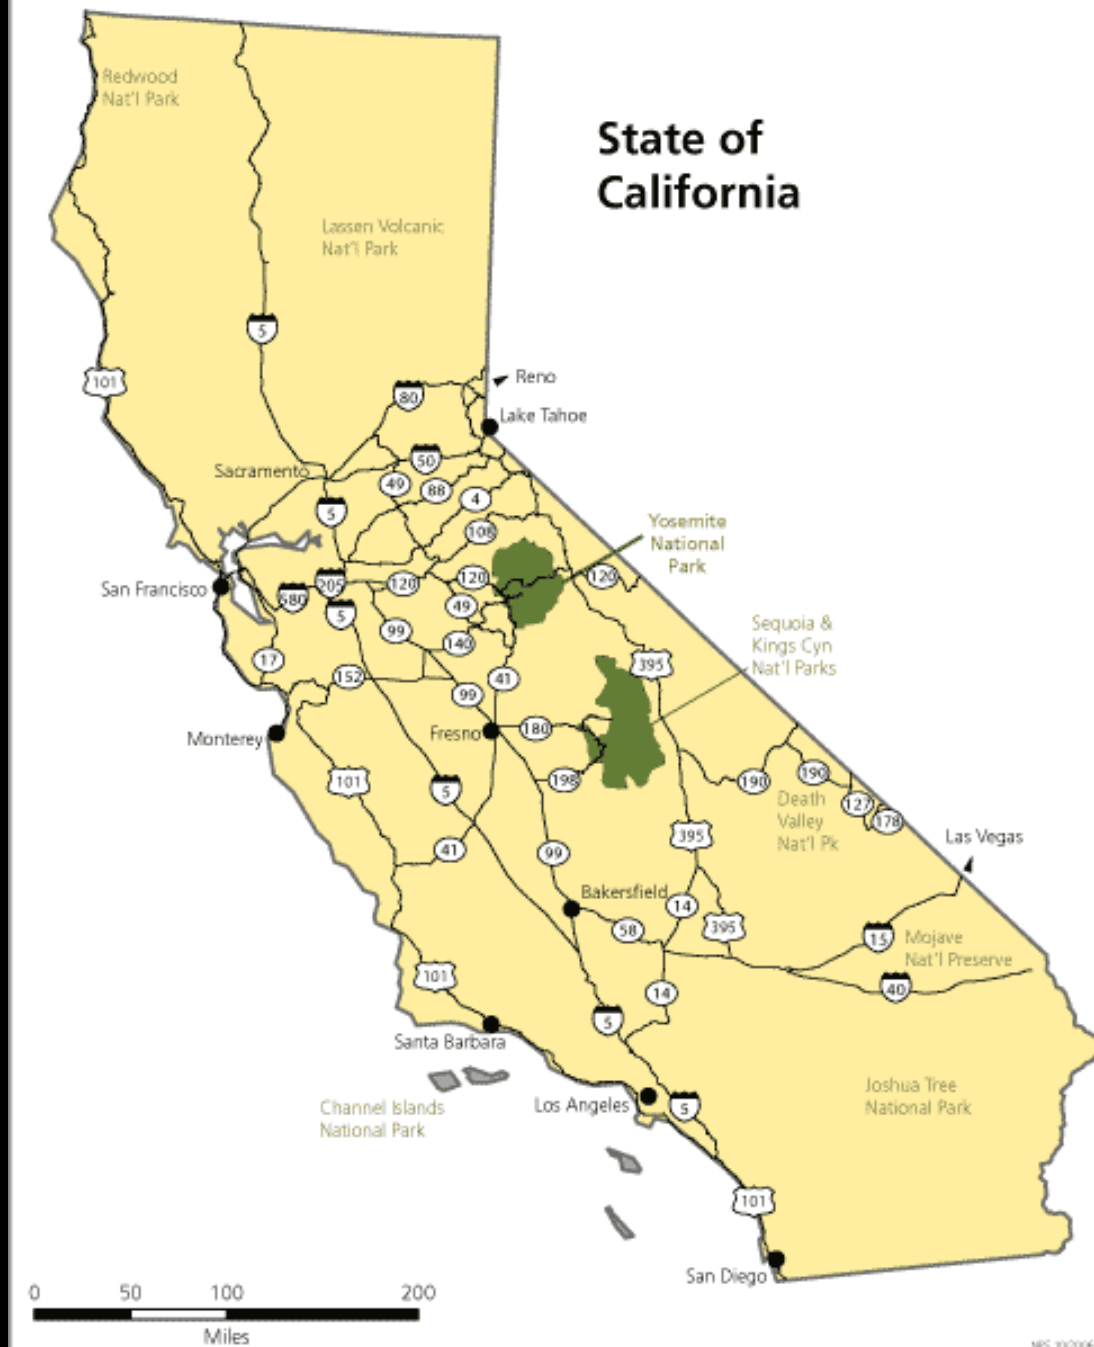 State of
California
Redwood
Nat'l Park
Lassen Volcanic
Nat'l Park
5
101
Reno
80
Lake Tahoe
50
Sacramento
49
88
4
5
108
Yosemite
National
Park
San Francisco
580
205
120
120
120
49
5
99
140
Sequoia &
Kings Cyn
Nat'l Parks
17
152
395
41
99
Monterey
Fresno
180
101
5
198
190
190
Death
Valley
Nat'l Pk
127
178
395
Las Vegas
41
99
Bakersfield
14
58
395
15
Mojave
Nat'l Preserve
101
40
14
5
Santa Barbara
Channel Islands
National Park
Los Angeles
5
Joshua Tree
National Park
101
San Diego
0 50 100 200
Miles
NPS 10/2006